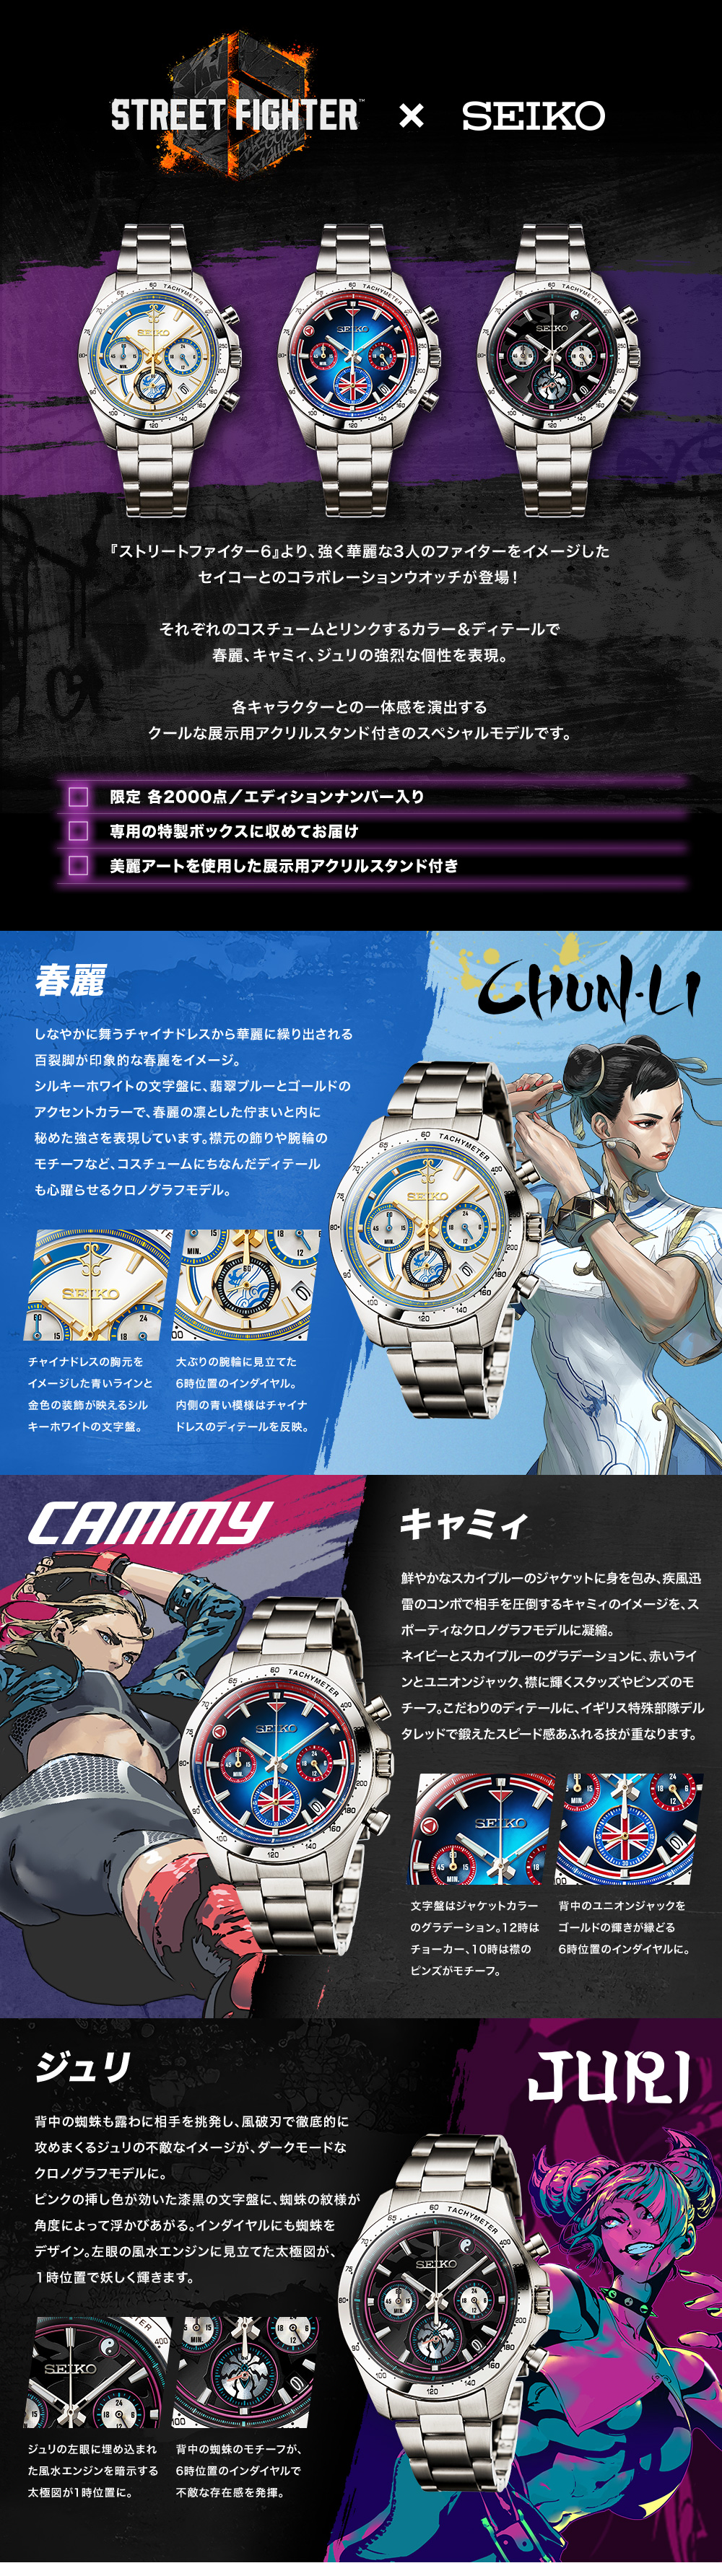 STREET FIGHTER™ × SEIKO
『ストリートファイター6』より、強く華麗な3人のファイターをイメージした
セイコーとのコラボレーションウオッチが登場！
それぞれのコスチュームとリンクするカラー＆ディテールで
春麗、キャミィ、ジュリの強烈な個性を表現。
各キャラクターとの一体感を演出する
クールな展示用アクリルスタンド付きのスペシャルモデルです。
限定 各2000点／エディションナンバー入り
専用の特製ボックスに収めてお届け
美麗アートを使用した展示用アクリルスタンド付き
春麗
CHUN-LI
しなやかに舞うチャイナドレスから華麗に繰り出される
百裂脚が印象的な春麗をイメージ。
シルキーホワイトの文字盤に、翡翠ブルーとゴールドの
アクセントカラーで、春麗の凛とした佇まいと内に
秘めた強さを表現しています。襟元の飾りや腕輪の
モチーフなど、コスチュームにちなんだディテール
も心躍らせるクロノグラフモデル。
TACHYMETER
SEIKO
チャイナドレスの胸元を
イメージした青いラインと
金色の装飾が映えるシル
キーホワイトの文字盤。
大ぶりの腕輪に見立てた
6時位置のインダイヤル。
内側の青い模様はチャイナ
ドレスのディテールを反映。
CAMMY
キャミィ
鮮やかなスカイブルーのジャケットに身を包み、疾風迅
雷のコンボで相手を圧倒するキャミィのイメージを、ス
ポーティなクロノグラフモデルに凝縮。
ネイビーとスカイブルーのグラデーションに、赤いライ
ンとユニオンジャック、襟に輝くスタッズやピンズのモ
チーフ。こだわりのディテールに、イギリス特殊部隊デル
タレッドで鍛えたスピード感あふれる技が重なります。
TACHYMETER
SEIKO
文字盤はジャケットカラー
のグラデーション。12時は
チョーカー、10時は襟の
ピンズがモチーフ。
背中のユニオンジャックを
ゴールドの輝きが縁どる
6時位置のインダイヤルに。
ジュリ
JURI
背中の蜘蛛も露わに相手を挑発し、風破刃で徹底的に
攻めまくるジュリの不敵なイメージが、ダークモードな
クロノグラフモデルに。
ピンクの挿し色が効いた漆黒の文字盤に、蜘蛛の紋様が
角度によって浮かびあがる。インダイヤルにも蜘蛛を
デザイン。左眼の風水エンジンに見立てた太極図が、
1時位置で妖しく輝きます。
TACHYMETER
SEIKO
ジュリの左眼に埋め込まれ
た風水エンジンを暗示する
太極図が1時位置に。
背中の蜘蛛のモチーフが、
6時位置のインダイヤルで
不敵な存在感を発揮。